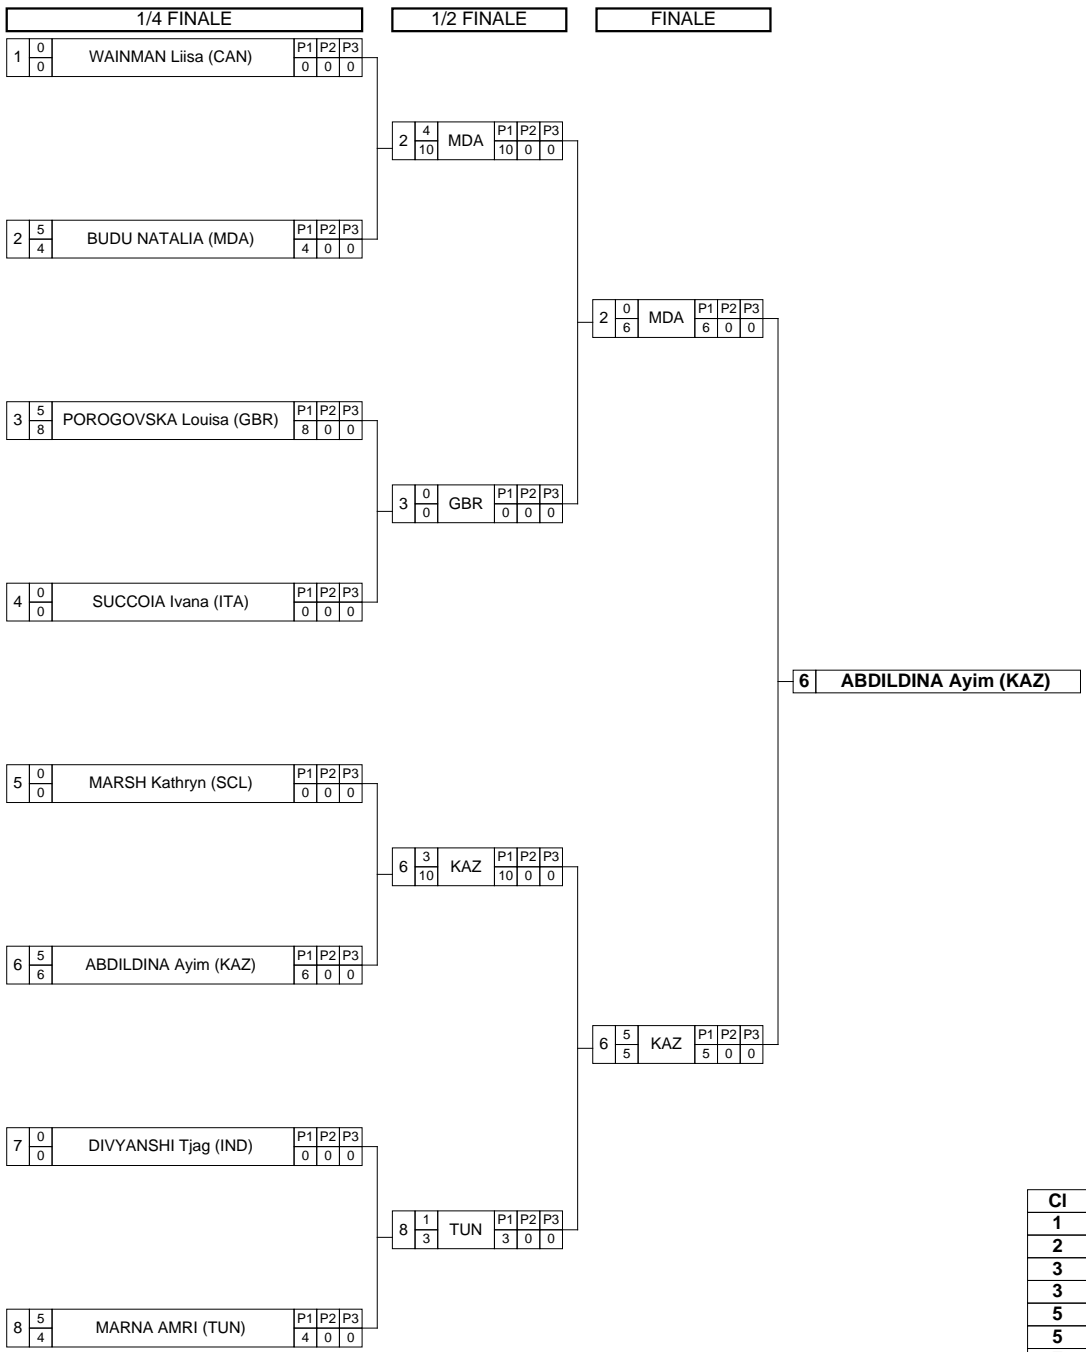 1/4 FINALE 1/2 FINALE FINALE
1 0 0 WAINMAN Liisa (CAN) P1 P2 P3 0 0 0
2 4 10 MDA P1 P2 P3 10 0 0
2 5 4 BUDU NATALIA (MDA) P1 P2 P3 4 0 0
2 0 6 MDA P1 P2 P3 6 0 0
3 5 8 POROGOVSKA Louisa (GBR) P1 P2 P3 8 0 0
3 0 0 GBR P1 P2 P3 0 0 0
4 0 0 SUCCOIA Ivana (ITA) P1 P2 P3 0 0 0
6 ABDILDINA Ayim (KAZ)
5 0 0 MARSH Kathryn (SCL) P1 P2 P3 0 0 0
6 3 10 KAZ P1 P2 P3 10 0 0
6 5 6 ABDILDINA Ayim (KAZ) P1 P2 P3 6 0 0
6 5 5 KAZ P1 P2 P3 5 0 0
7 0 0 DIVYANSHI Tjag (IND) P1 P2 P3 0 0 0
8 1 3 TUN P1 P2 P3 3 0 0
8 5 4 MARNA AMRI (TUN) P1 P2 P3 4 0 0
Cl
1
2
3
3
5
5